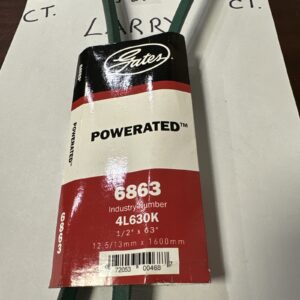 CT.
CT.
LARRY
Gates
POWERATED™
POWERATED™
6863
6863
Industry Number
4L630K
1/2" x 63"
12.5/13mm x 1600mm
72053 00468